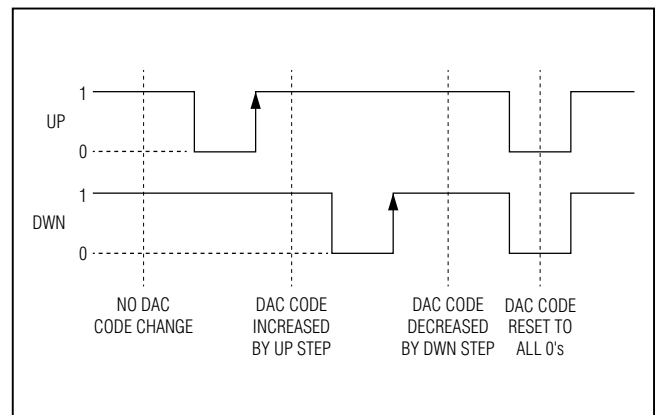 1
UP
0
1
DWN
0
NO DAC
CODE CHANGE
DAC CODE
INCREASED
BY UP STEP
DAC CODE
DECREASED
BY DWN STEP
DAC CODE
RESET TO
ALL 0's